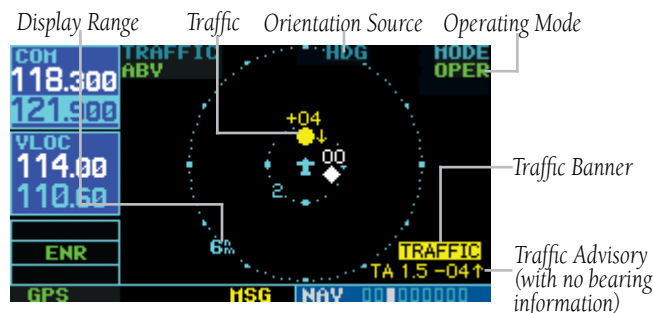 Display Range
Traffic
Orientation Source
Operating Mode
COM
118.300
121.900
VLOC
114.00
110.60
ENR
GPS
TRAFFIC
ABV
HDG
MODE
OPER
+04
↓
00
2
6nm
TRAFFIC
TA 1.5 -04↑
MSG
NAV
Traffic Banner
Traffic Advisory
(with no bearing
information)